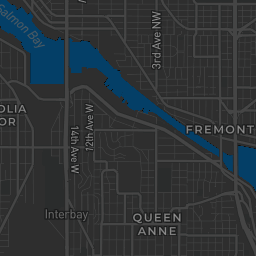 Salmon Bay
3rd Ave NW
OLIA
OR
14th Ave W
12th Ave W
FREMONT
Interbay
QUEEN
ANNE